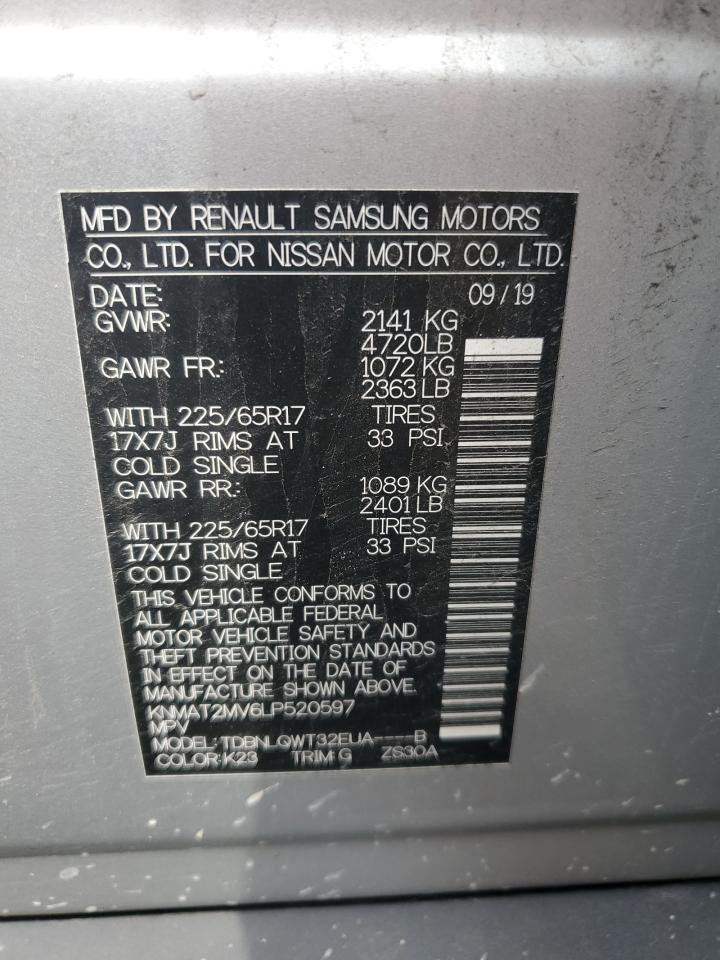 MFD BY RENAULT SAMSUNG MOTORS
CO., LTD. FOR NISSAN MOTOR CO., LTD.
DATE: 09/19
GVWR: 2141 KG
4720LB
GAWR FR.: 1072 KG
2363 LB
WITH 225/65R17 TIRES
17X7J RIMS AT 33 PSI
COLD SINGLE
GAWR RR.: 1089 KG
2401 LB
WITH 225/65R17 TIRES
17X7J RIMS AT 33 PSI
COLD SINGLE
THIS VEHICLE CONFORMS TO
ALL APPLICABLE FEDERAL
MOTOR VEHICLE SAFETY AND
THEFT PREVENTION STANDARDS
IN EFFECT ON THE DATE OF
MANUFACTURE SHOWN ABOVE.
KNMAT2MV6LP520597
MPV
MODEL: TDBNLQWT32EUA----B
COLOR: K23 TRIM: G ZS30A